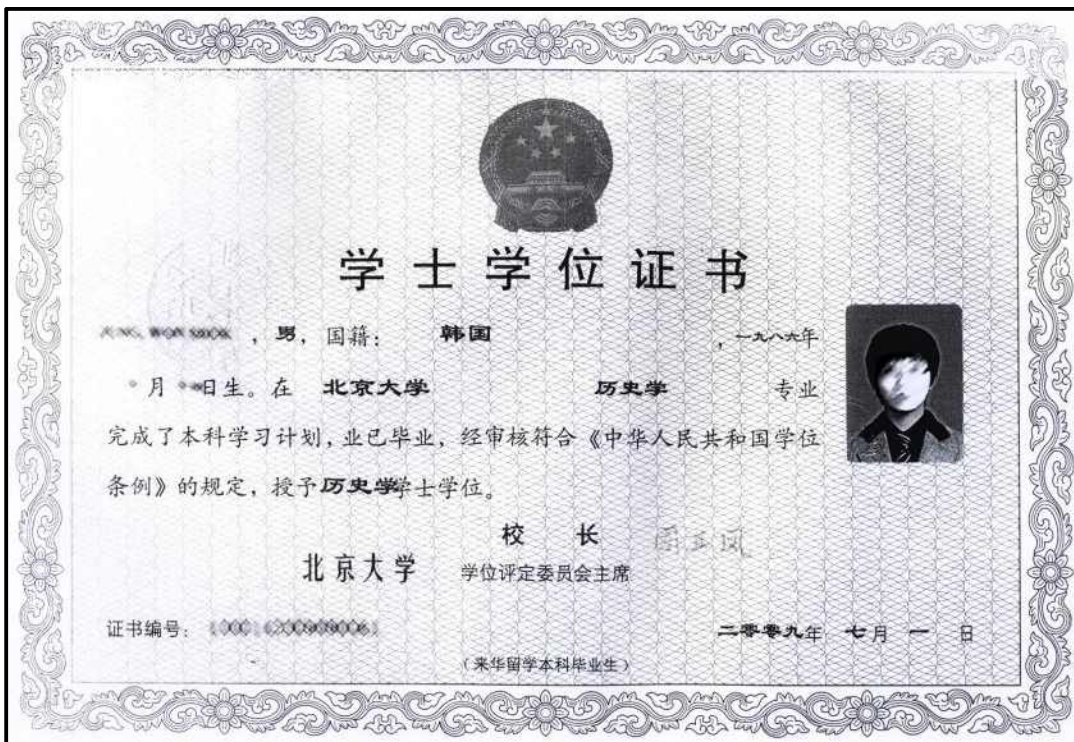 学士学位证书
，男，国籍： 韩国 ，一九八六年
月 日生。在 北京大学 历史学 专业
完成了本科学习计划，业已毕业，经审核符合《中华人民共和国学位
条例》的规定，授予历史学学士学位。
校 长
北京大学 学位评定委员会主席
证书编号：
二零零九年 七月 一 日
（来华留学本科毕业生）